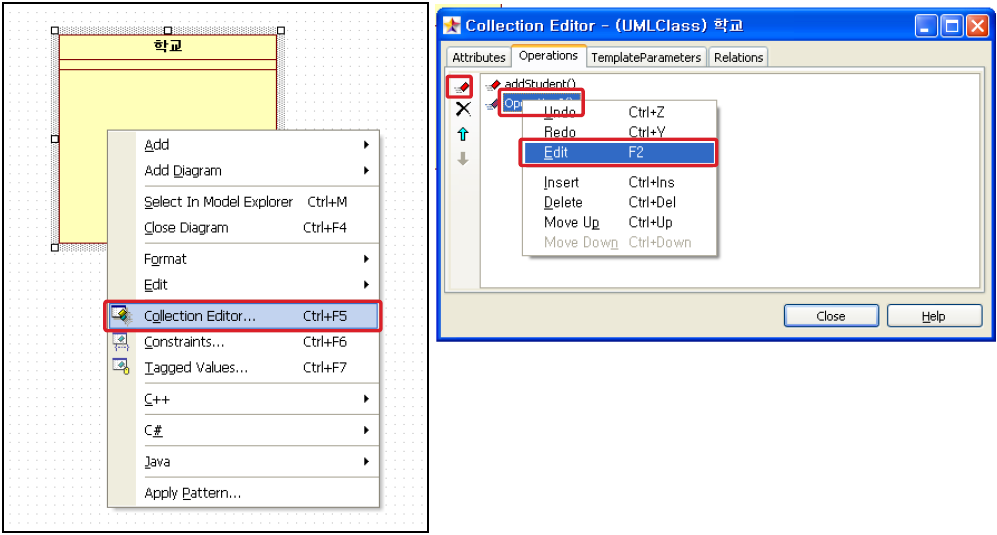 학교
Add
Add Diagram
Select In Model Explorer Ctrl+M
Close Diagram Ctrl+F4
Format
Edit
Collection Editor... Ctrl+F5
Constraints... Ctrl+F6
Tagged Values... Ctrl+F7
C++
C#
Java
Apply Pattern...
Collection Editor - (UMLClass) 학교
Attributes Operations TemplateParameters Relations
addStudent()
Undo Ctrl+Z
Redo Ctrl+Y
Edit F2
Insert Ctrl+Ins
Delete Ctrl+Del
Move Up Ctrl+Up
Move Down Ctrl+Down
Close Help